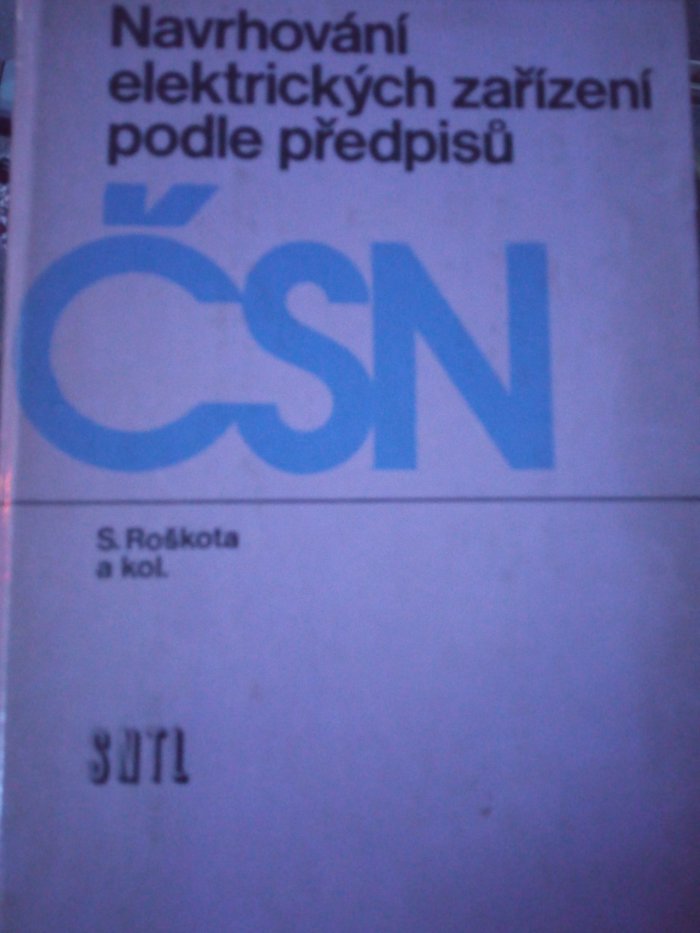 Navrhování
elektrických zařízení
podle předpisů
ČSN
S. Roškota
a kol.
SNTL